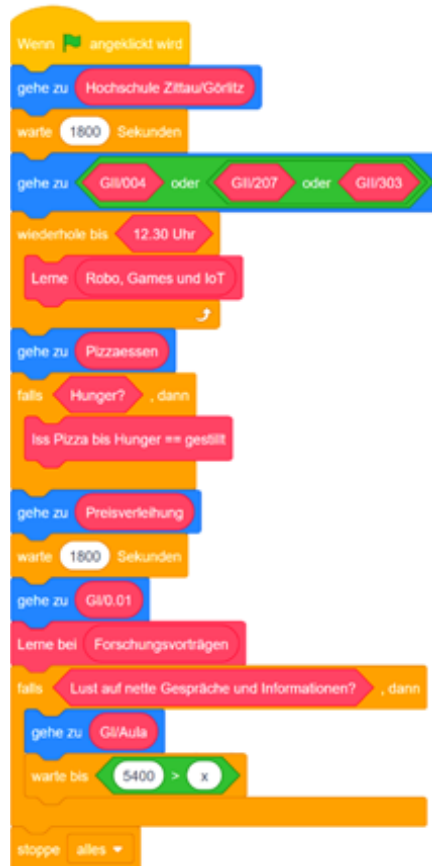 Wenn angeklickt wird
gehe zu Hochschule Zittau/Görlitz
warte 1800 Sekunden
gehe zu GII/004 oder GII/207 oder GII/303
wiederhole bis 12.30 Uhr
Lerne Robo, Games und IoT
gehe zu Pizzaessen
falls Hunger? , dann
Iss Pizza bis Hunger == gestillt
gehe zu Preisverleihung
warte 1800 Sekunden
gehe zu GI/0.01
Lerne bei Forschungsvorträgen
falls Lust auf nette Gespräche und Informationen? , dann
gehe zu GI/Aula
warte bis 5400 > x
stoppe alles